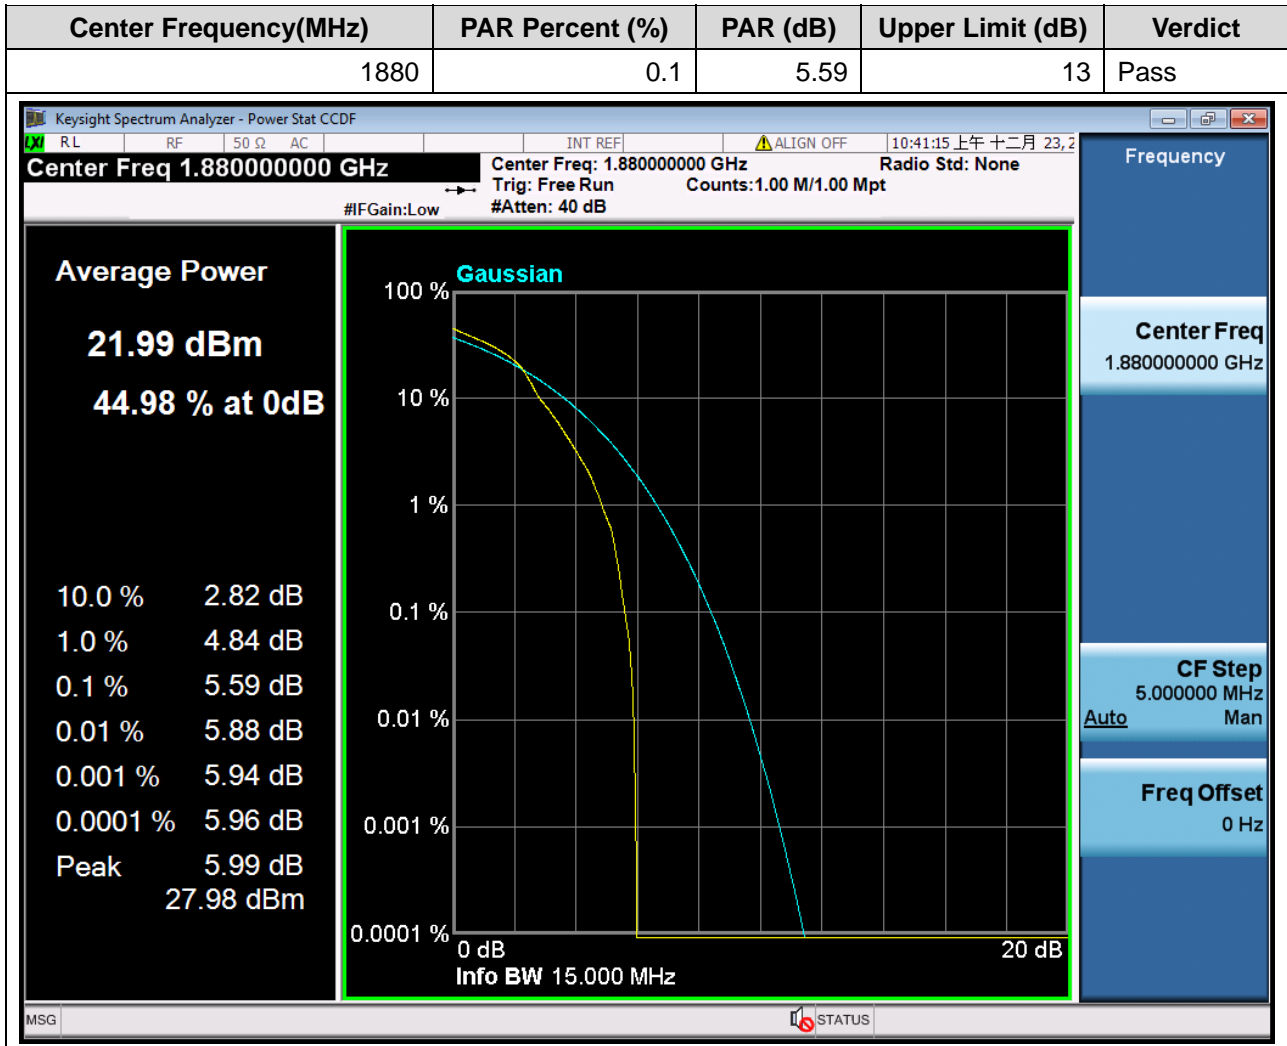 Center Frequency(MHz) PAR Percent (%) PAR (dB) Upper Limit (dB) Verdict
1880 0.1 5.59 13 Pass
Keysight Spectrum Analyzer - Power Stat CCDF
LXI RL RF 50 Ω AC INT REF ALIGN OFF 10:41:15 上午 十二月 23, 2
Center Freq 1.880000000 GHz
#IFGain:Low
Center Freq: 1.880000000 GHz Radio Std: None
Trig: Free Run Counts:1.00 M/1.00 Mpt
#Atten: 40 dB
Average Power
21.99 dBm
44.98 % at 0dB
10.0 % 2.82 dB
1.0 % 4.84 dB
0.1 % 5.59 dB
0.01 % 5.88 dB
0.001 % 5.94 dB
0.0001 % 5.96 dB
Peak 5.99 dB
27.98 dBm
Gaussian
100 %
10 %
1 %
0.1 %
0.01 %
0.001 %
0.0001 %
0 dB 20 dB
Info BW 15.000 MHz
Frequency
Center Freq
1.880000000 GHz
CF Step
5.000000 MHz
Auto Man
Freq Offset
0 Hz
MSG STATUS